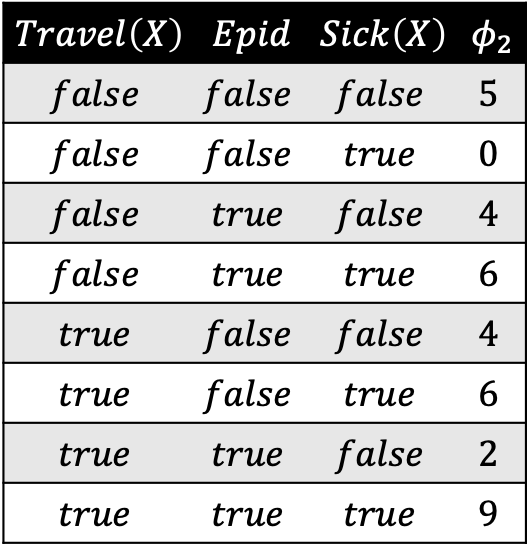 Travel(X) Epid Sick(X) ϕ₂
false false false 5
false false true 0
false true false 4
false true true 6
true false false 4
true false true 6
true true false 2
true true true 9